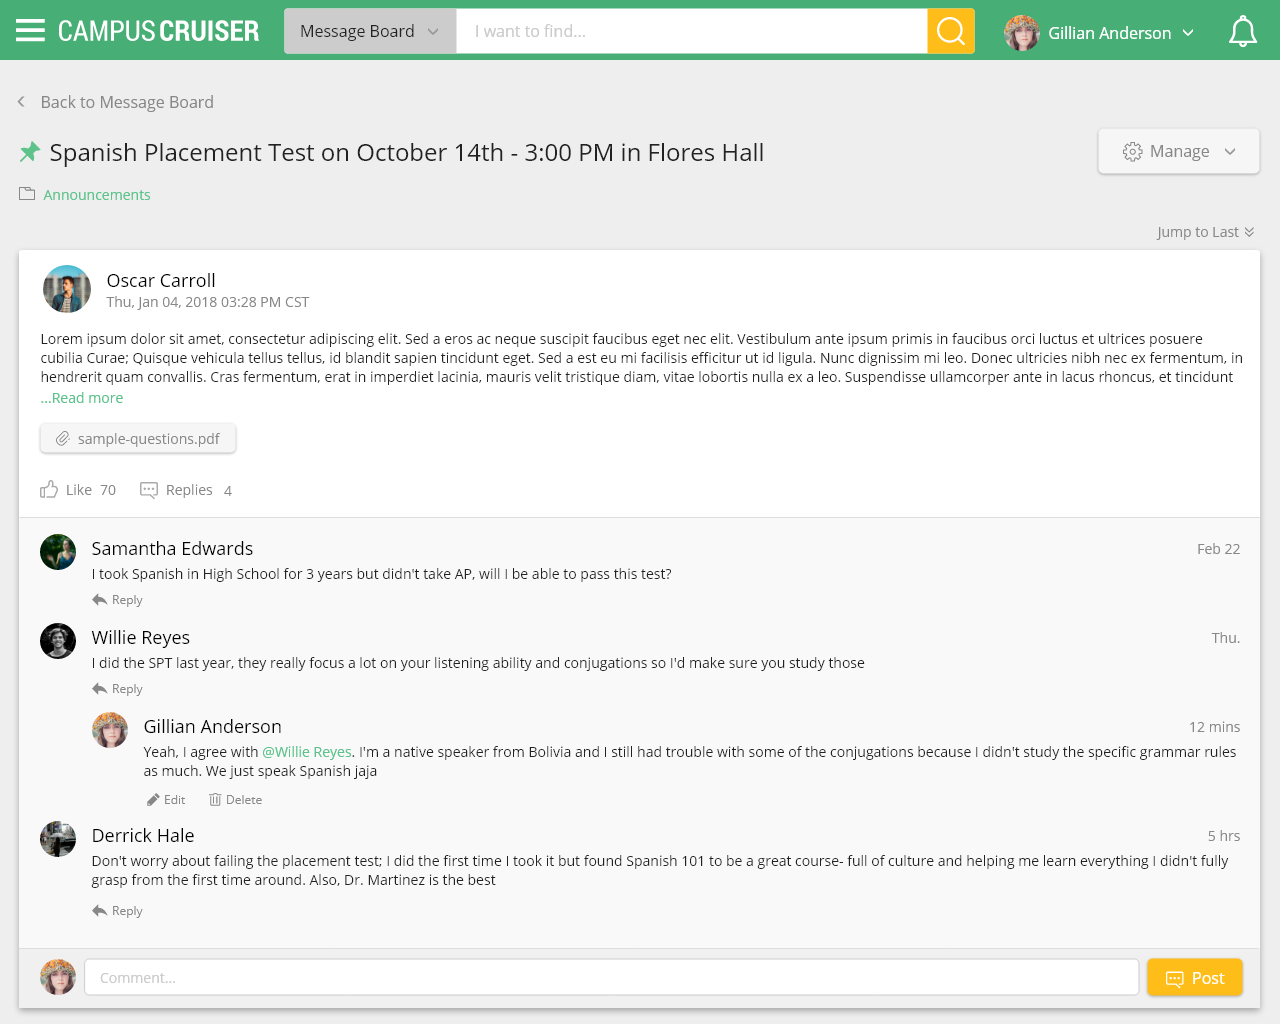 CAMPUS CRUISER
Message Board
I want to find...
Gillian Anderson
Back to Message Board
Spanish Placement Test on October 14th - 3:00 PM in Flores Hall
Manage
Announcements
Jump to Last
Oscar Carroll
Thu, Jan 04, 2018 03:28 PM CST
Lorem ipsum dolor sit amet, consectetur adipiscing elit. Sed a eros ac neque suscipit faucibus eget nec elit. Vestibulum ante ipsum primis in faucibus orci luctus et ultrices posuere
cubilia Curae; Quisque vehicula tellus tellus, id blandit sapien tincidunt eget. Sed a est eu mi facilisis efficitur ut id ligula. Nunc dignissim mi leo. Donec ultricies nibh nec ex fermentum, in
hendrerit quam convallis. Cras fermentum, erat in imperdiet lacinia, mauris velit tristique diam, vitae lobortis nulla ex a leo. Suspendisse ullamcorper ante in lacus rhoncus, et tincidunt
...Read more
sample-questions.pdf
Like 70
Replies 4
Samantha Edwards
Feb 22
I took Spanish in High School for 3 years but didn't take AP, will I be able to pass this test?
Reply
Willie Reyes
Thu.
I did the SPT last year, they really focus a lot on your listening ability and conjugations so I'd make sure you study those
Reply
Gillian Anderson
12 mins
Yeah, I agree with @Willie Reyes. I'm a native speaker from Bolivia and I still had trouble with some of the conjugations because I didn't study the specific grammar rules
as much. We just speak Spanish jaja
Edit
Delete
Derrick Hale
5 hrs
Don't worry about failing the placement test; I did the first time I took it but found Spanish 101 to be a great course- full of culture and helping me learn everything I didn't fully
grasp from the first time around. Also, Dr. Martinez is the best
Reply
Comment...
Post